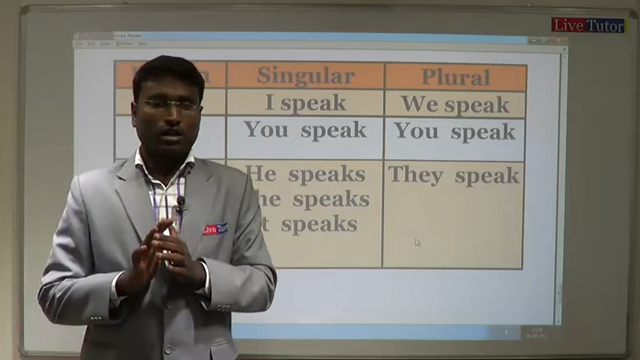 Live Tutor
Singular Plural
I speak We speak
You speak You speak
He speaks They speak
he speaks
t speaks
Live Tutor